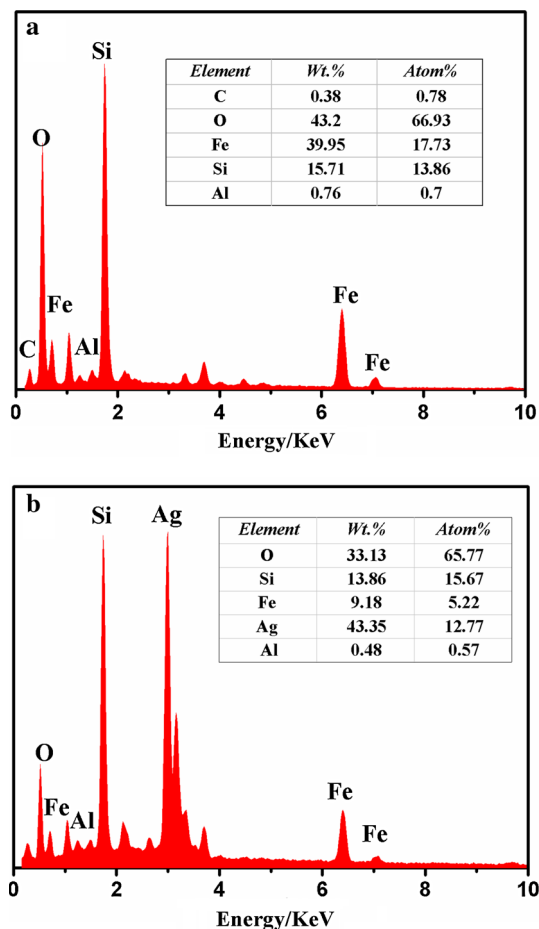 a
Si
O
Fe
C
Al
Fe
Fe
Element Wt.% Atom%
C 0.38 0.78
O 43.2 66.93
Fe 39.95 17.73
Si 15.71 13.86
Al 0.76 0.7
0 2 4 6 8 10
Energy/KeV
b
Si
Ag
O
Fe
Al
Fe
Fe
Element Wt.% Atom%
O 33.13 65.77
Si 13.86 15.67
Fe 9.18 5.22
Ag 43.35 12.77
Al 0.48 0.57
0 2 4 6 8 10
Energy/KeV